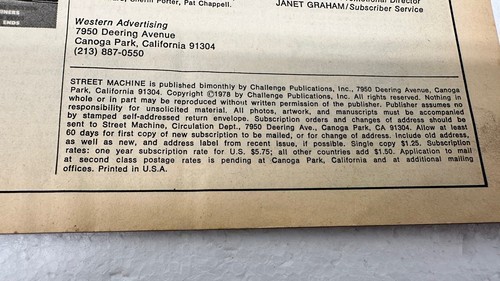 NERS
ENDS
Sherill Porter, Pat Chappell.
Director
JANET GRAHAM/Subscriber Service
Western Advertising
7950 Deering Avenue
Canoga Park, California 91304
(213) 887-0550
STREET MACHINE is published bimonthly by Challenge Publications, Inc., 7950 Deering Avenue, Canoga
Park, California 91304. Copyright ©1978 by Challenge Publications, Inc. All rights reserved. Nothing in
whole or in part may be reproduced without written permission of the publisher. Publisher assumes no
responsibility for unsolicited material. All photos, artwork, and manuscripts must be accompanied
by stamped self-addressed return envelope. Subscription orders and changes of address should be
sent to Street Machine, Circulation Dept., 7950 Deering Ave., Canoga Park, CA 91304. Allow at least
60 days for first copy of new subscription to be mailed, or for change of address. Include old address,
as well as new, and address label from recent issue, if possible. Single copy $1.25. Subscription
rates: one year subscription rate for U.S. $5.75; all other countries add $1.50. Application to mail
at second class postage rates is pending at Canoga Park, California and at additional mailing
offices. Printed in U.S.A.